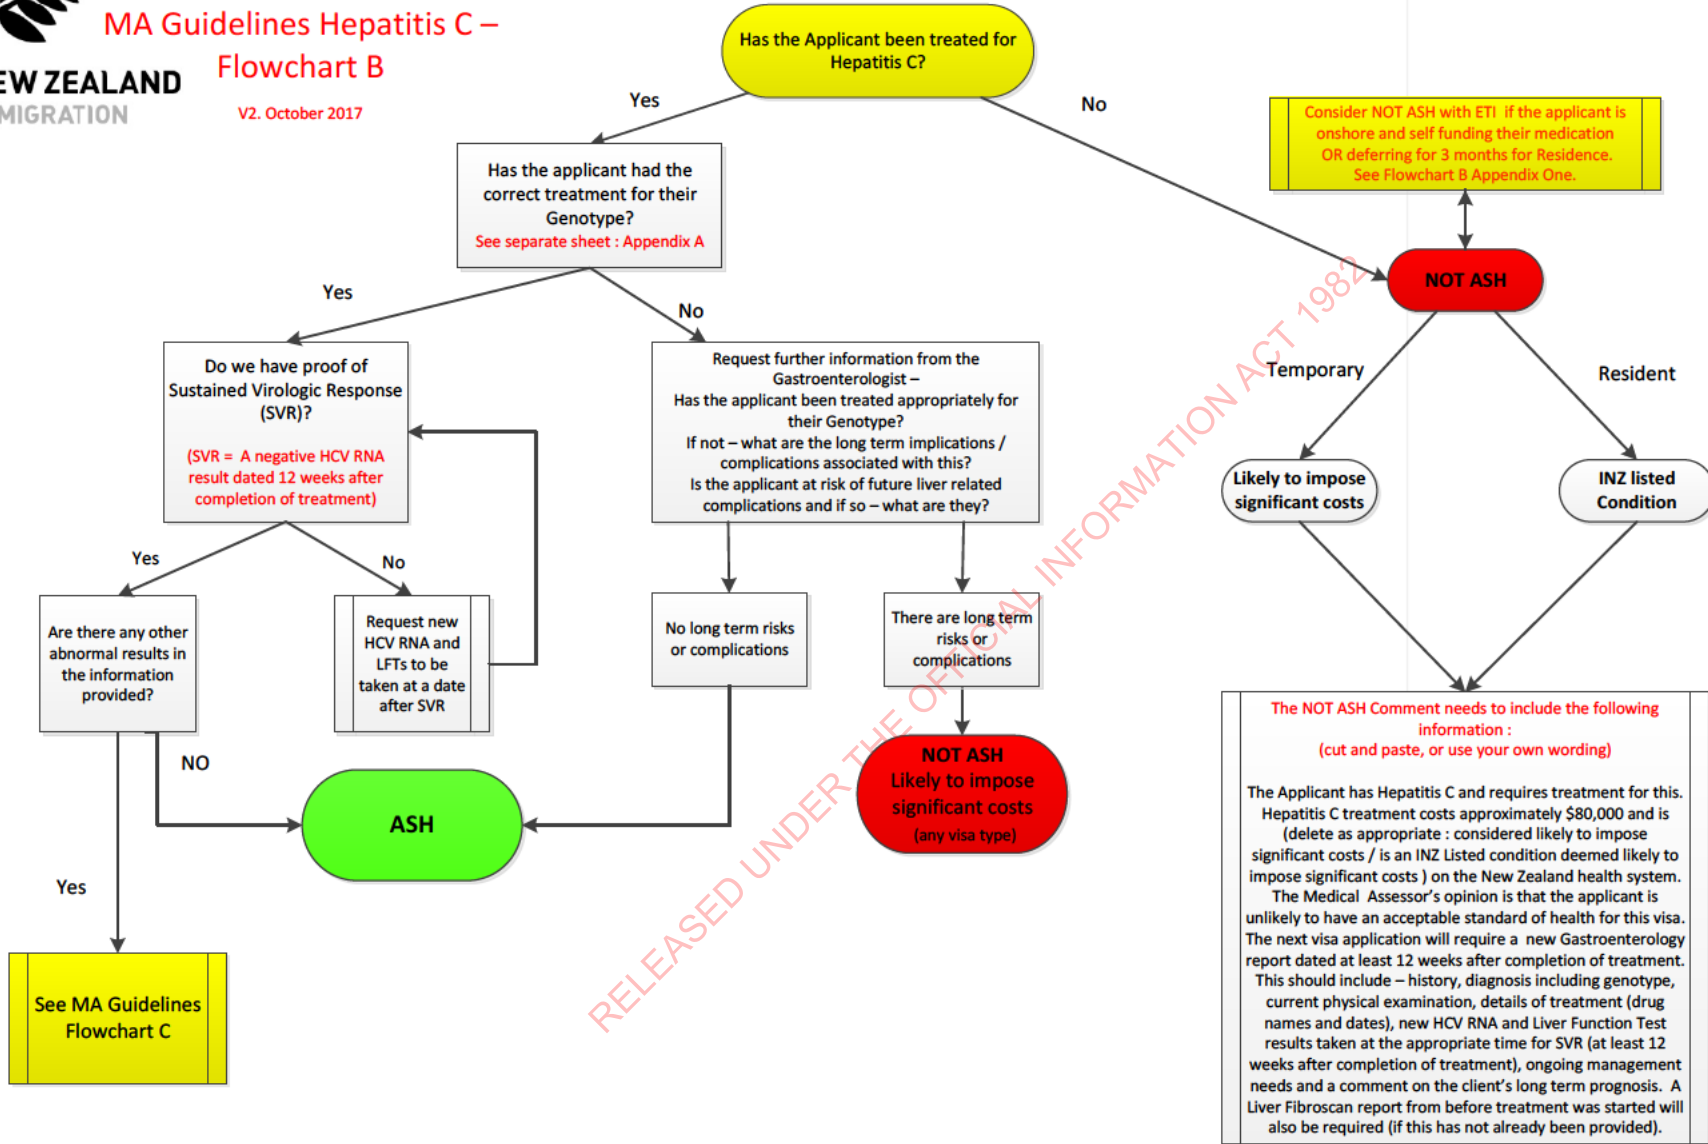 MA Guidelines Hepatitis C –
Flowchart B
EW ZEALAND
MIGRATION
V2. October 2017
Has the Applicant been treated for
Hepatitis C?
Yes
No
Consider NOT ASH with ETI if the applicant is
onshore and self funding their medication
OR deferring for 3 months for Residence.
See Flowchart B Appendix One.
Has the applicant had the
correct treatment for their
Genotype?
See separate sheet : Appendix A
NOT ASH
Yes
No
Temporary
Resident
Do we have proof of
Sustained Virologic Response
(SVR)?
(SVR = A negative HCV RNA
result dated 12 weeks after
completion of treatment)
Request further information from the
Gastroenterologist –
Has the applicant been treated appropriately for
their Genotype?
If not – what are the long term implications /
complications associated with this?
Is the applicant at risk of future liver related
complications and if so – what are they?
Likely to impose
significant costs
INZ listed
Condition
Yes
No
Are there any other
abnormal results in
the information
provided?
Request new
HCV RNA and
LFTs to be
taken at a date
after SVR
No long term risks
or complications
There are long term
risks or
complications
NO
ASH
NOT ASH
Likely to impose
significant costs
(any visa type)
Yes
See MA Guidelines
Flowchart C
The NOT ASH Comment needs to include the following
information :
(cut and paste, or use your own wording)
The Applicant has Hepatitis C and requires treatment for this.
Hepatitis C treatment costs approximately $80,000 and is
(delete as appropriate : considered likely to impose
significant costs / is an INZ Listed condition deemed likely to
impose significant costs ) on the New Zealand health system.
The Medical Assessor's opinion is that the applicant is
unlikely to have an acceptable standard of health for this visa.
The next visa application will require a new Gastroenterology
report dated at least 12 weeks after completion of treatment.
This should include – history, diagnosis including genotype,
current physical examination, details of treatment (drug
names and dates), new HCV RNA and Liver Function Test
results taken at the appropriate time for SVR (at least 12
weeks after completion of treatment), ongoing management
needs and a comment on the client's long term prognosis. A
Liver Fibroscan report from before treatment was started will
also be required (if this has not already been provided).
RELEASED UNDER THE OFFICIAL INFORMATION ACT 1982